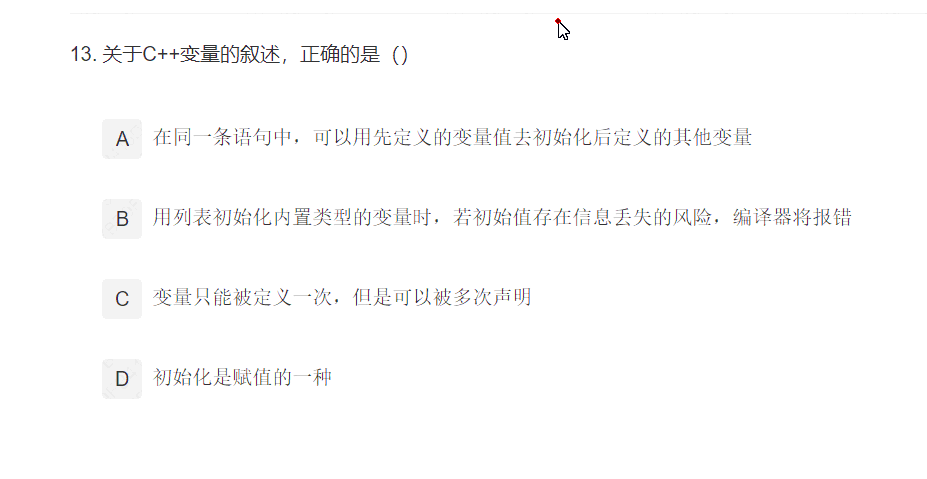 13. 关于C++变量的叙述，正确的是（）
A 在同一条语句中，可以用先定义的变量值去初始化后定义的其他变量
B 用列表初始化内置类型的变量时，若初始值存在信息丢失的风险，编译器将报错
C 变量只能被定义一次，但是可以被多次声明
D 初始化是赋值的一种